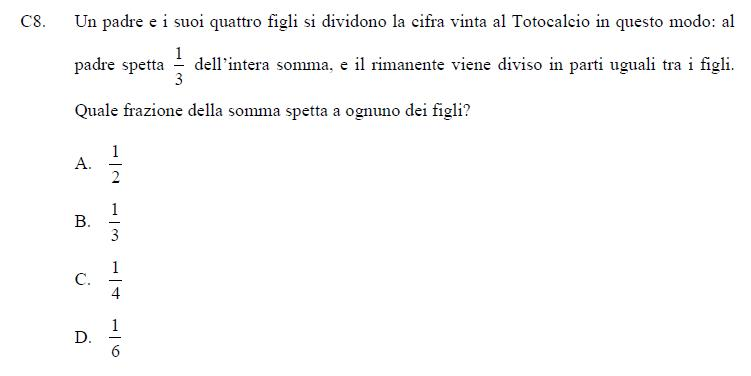 C8. Un padre e i suoi quattro figli si dividono la cifra vinta al Totocalcio in questo modo: al
padre spetta 1/3 dell'intera somma, e il rimanente viene diviso in parti uguali tra i figli.
Quale frazione della somma spetta a ognuno dei figli?
A. 1/2
B. 1/3
C. 1/4
D. 1/6